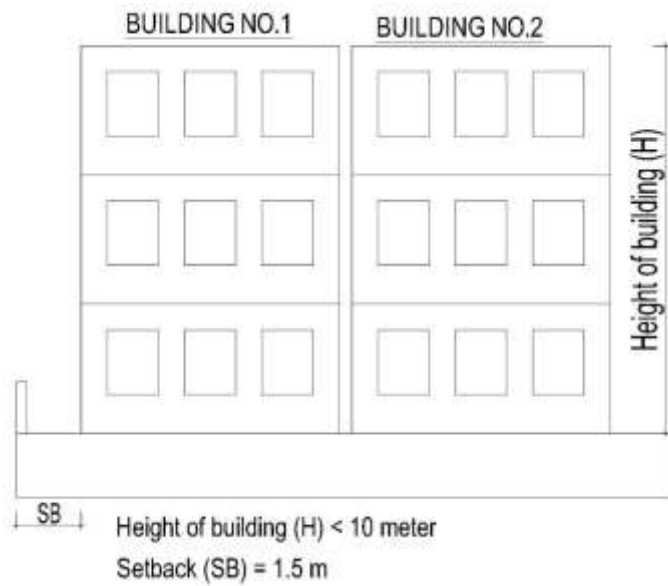 BUILDING NO.1
BUILDING NO.2
Height of building (H)
SB
Height of building (H) < 10 meter
Setback (SB) = 1.5 m